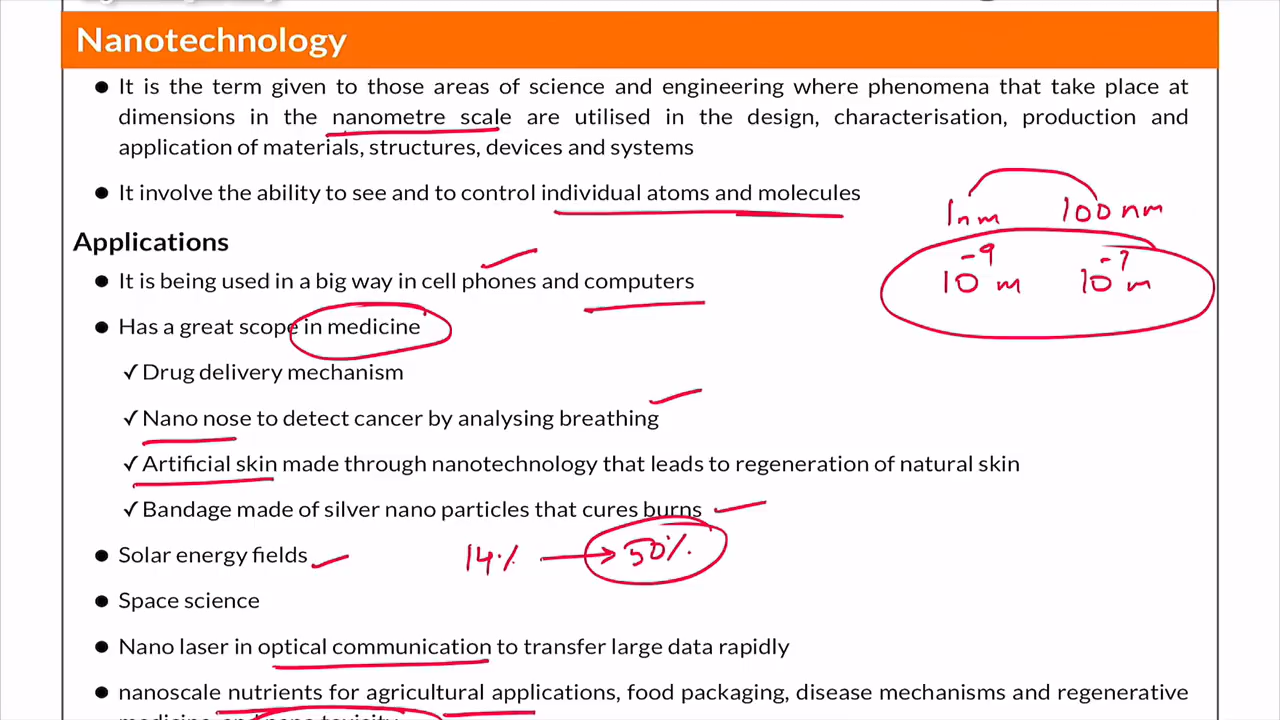 Nanotechnology
● It is the term given to those areas of science and engineering where phenomena that take place at
dimensions in the nanometre scale are utilised in the design, characterisation, production and
application of materials, structures, devices and systems
● It involve the ability to see and to control individual atoms and molecules
1nm 100nm
Applications
10⁻⁹ m 10⁻⁷ m
● It is being used in a big way in cell phones and computers
● Has a great scope in medicine
✓ Drug delivery mechanism
✓ Nano nose to detect cancer by analysing breathing
✓ Artificial skin made through nanotechnology that leads to regeneration of natural skin
✓ Bandage made of silver nano particles that cures burns
● Solar energy fields 14% → 50%
● Space science
● Nano laser in optical communication to transfer large data rapidly
● nanoscale nutrients for agricultural applications, food packaging, disease mechanisms and regenerative
medicine, and nano toxicity